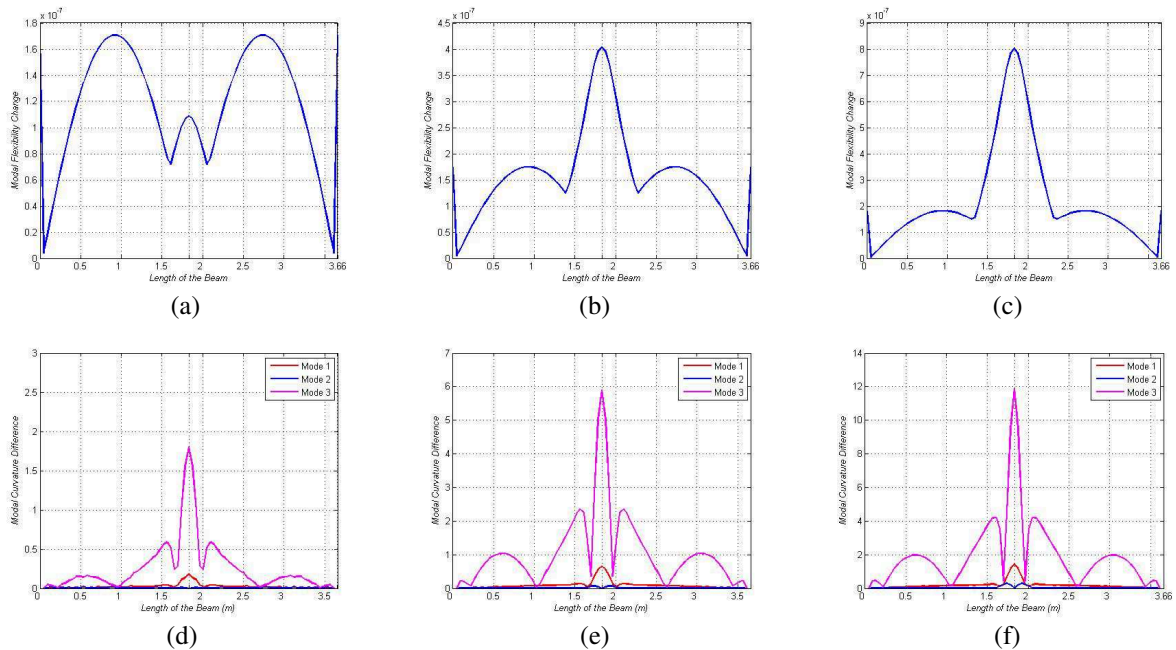 x 10^-7
1.8
1.6
1.4
1.2
1
0.8
0.6
0.4
0.2
0
Modal Flexibility Change
0 0.5 1 1.5 2 2.5 3 3.66
Length of the Beam
(a)
x 10^-7
4.5
4
3.5
3
2.5
2
1.5
1
0.5
0
Modal Flexibility Change
0 0.5 1 1.5 2 2.5 3 3.66
Length of the Beam
(b)
x 10^-7
9
8
7
6
5
4
3
2
1
0
Modal Flexibility Change
0 0.5 1 1.5 2 2.5 3 3.66
Length of the Beam
(c)
3
2.5
2
1.5
1
0.5
0
Modal Curvature Difference
Mode 1
Mode 2
Mode 3
0 0.5 1 1.5 2 2.5 3 3.5
Length of the Beam (m)
(d)
7
6
5
4
3
2
1
0
Modal Curvature Difference
Mode 1
Mode 2
Mode 3
0 0.5 1 1.5 2 2.5 3 3.5
Length of the Beam (m)
(e)
14
12
10
8
6
4
2
0
Modal Curvature Difference
Mode 1
Mode 2
Mode 3
0 0.5 1 1.5 2 2.5 3 3.66
Length of the Beam (m)
(f)